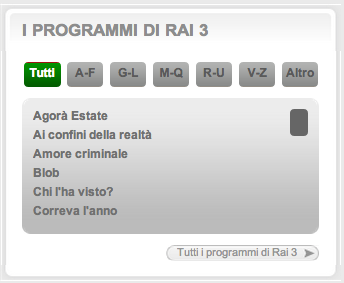 I PROGRAMMI DI RAI 3
Tutti A-F G-L M-Q R-U V-Z Altro
Agorà Estate
Ai confini della realtà
Amore criminale
Blob
Chi l'ha visto?
Correva l'anno
Tutti i programmi di Rai 3